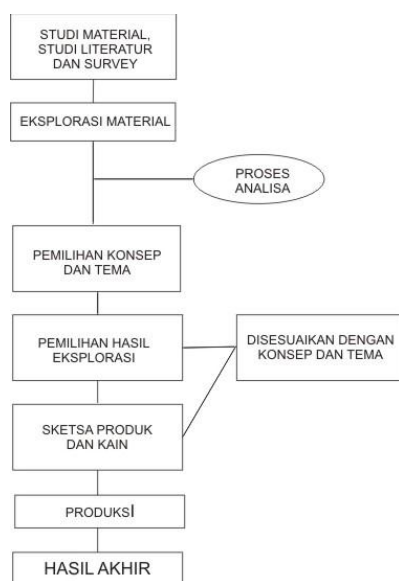 STUDI MATERIAL,
STUDI LITERATUR
DAN SURVEY
EKSPLORASI MATERIAL
PROSES
ANALISA
PEMILIHAN KONSEP
DAN TEMA
PEMILIHAN HASIL
EKSPLORASI
DISESUAIKAN DENGAN
KONSEP DAN TEMA
SKETSA PRODUK
DAN KAIN
PRODUKSI
HASIL AKHIR